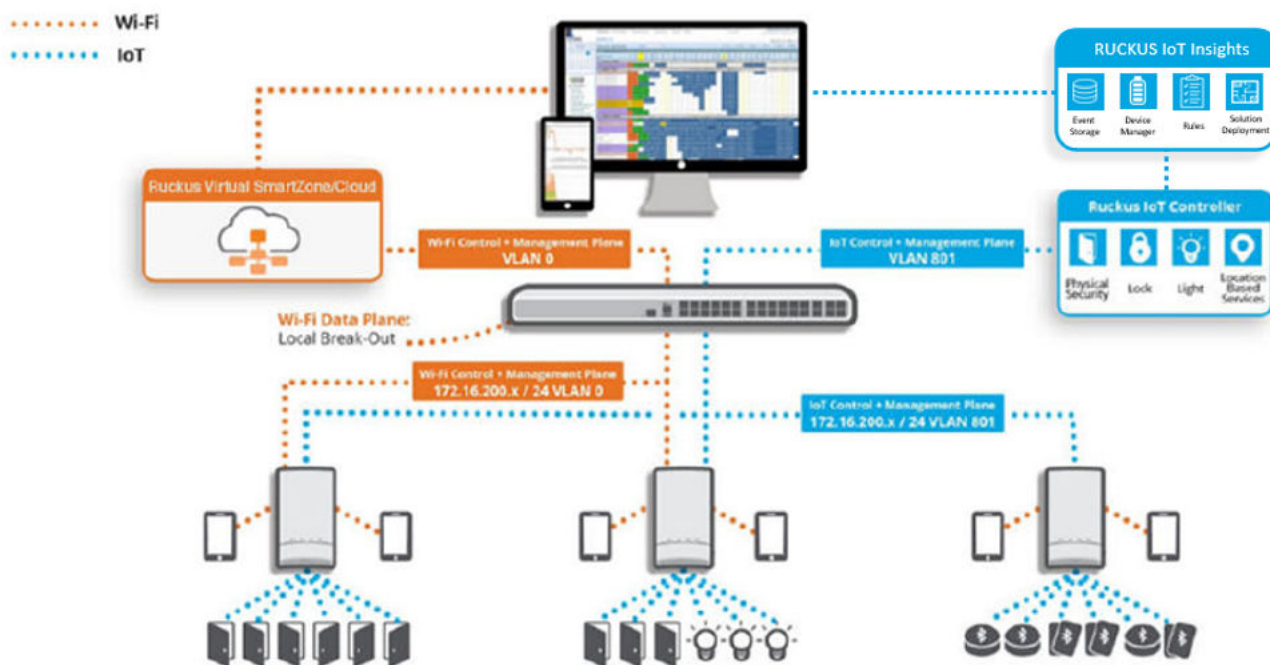 Wi-Fi
IoT
RUCKUS IoT Insights
Event
Storage
Device
Manager
Rules
Solution
Deployment
Ruckus Virtual SmartZone/Cloud
Ruckus IoT Controller
Physical
Security
Lock
Light
Location
Based
Services
Wi-Fi Control + Management Plane
VLAN 0
IoT Control + Management Plane
VLAN 801
Wi-Fi Data Plane:
Local Break-Out
Wi-Fi Control + Management Plane
172.16.200.x / 24 VLAN 0
IoT Control + Management Plane
172.16.200.x / 24 VLAN 801